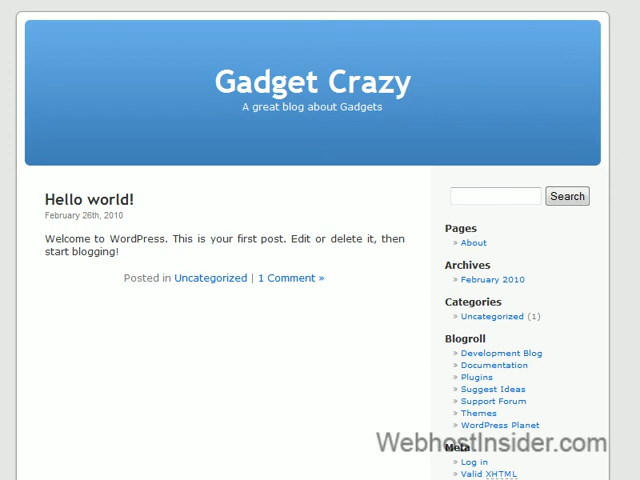 Gadget Crazy
A great blog about Gadgets
Hello world!
February 26th, 2010
Welcome to WordPress. This is your first post. Edit or delete it, then
start blogging!
Posted in Uncategorized | 1 Comment »
Search
Pages
» About
Archives
» February 2010
Categories
» Uncategorized (1)
Blogroll
» Development Blog
» Documentation
» Plugins
» Suggest Ideas
» Support Forum
» Themes
» WordPress Planet
WebhostInsider.com
Meta
» Log in
» Valid XHTML